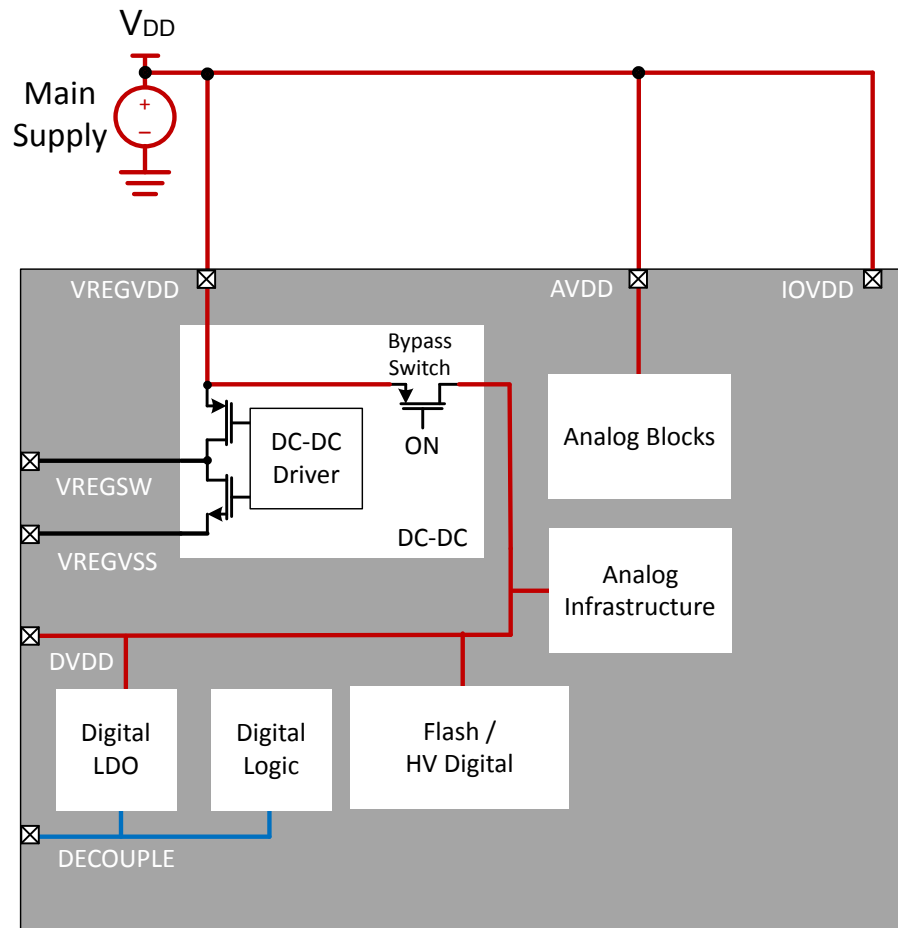 VDD
Main
Supply
+
−
VREGVDD
AVDD
IOVDD
Bypass
Switch
ON
DC-DC
Driver
Analog Blocks
VREGSW
VREGVSS
DC-DC
Analog
Infrastructure
DVDD
Digital
LDO
Digital
Logic
Flash /
HV Digital
DECOUPLE